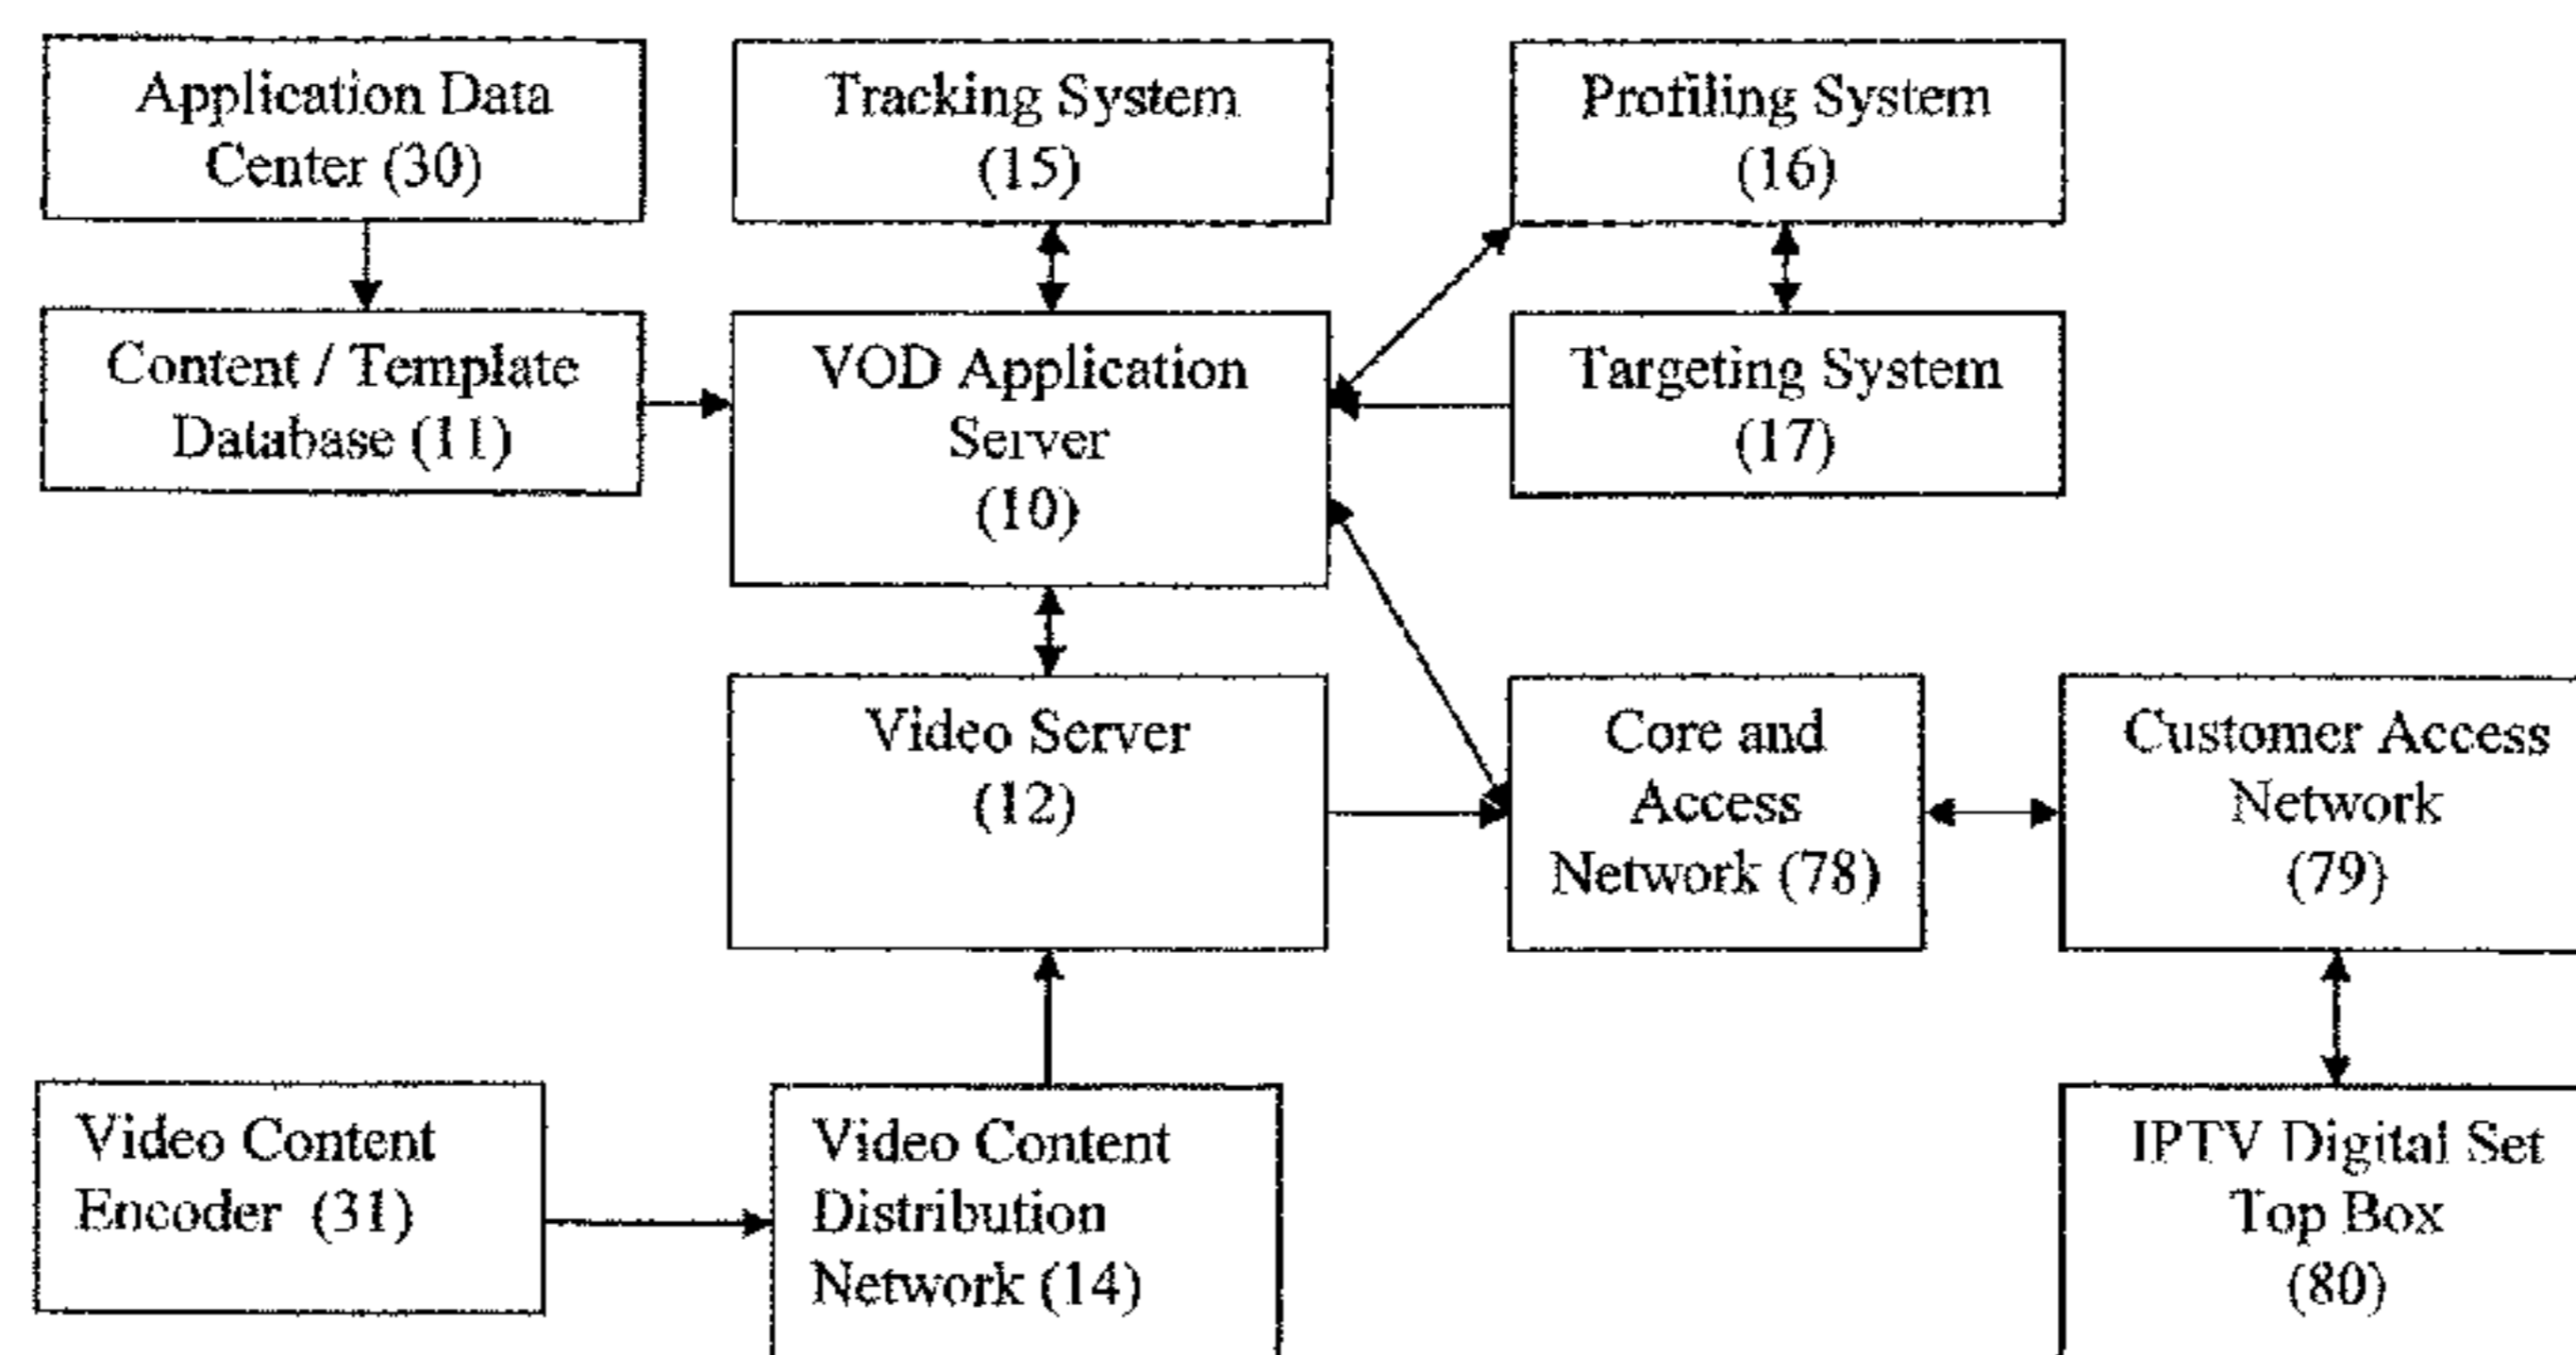 Application Data
Center (30)
Tracking System
(15)
Profiling System
(16)
Content / Template
Database (11)
VOD Application
Server
(10)
Targeting System
(17)
Video Server
(12)
Core and
Access
Network (78)
Customer Access
Network
(79)
Video Content
Encoder (31)
Video Content
Distribution
Network (14)
IPTV Digital Set
Top Box
(80)